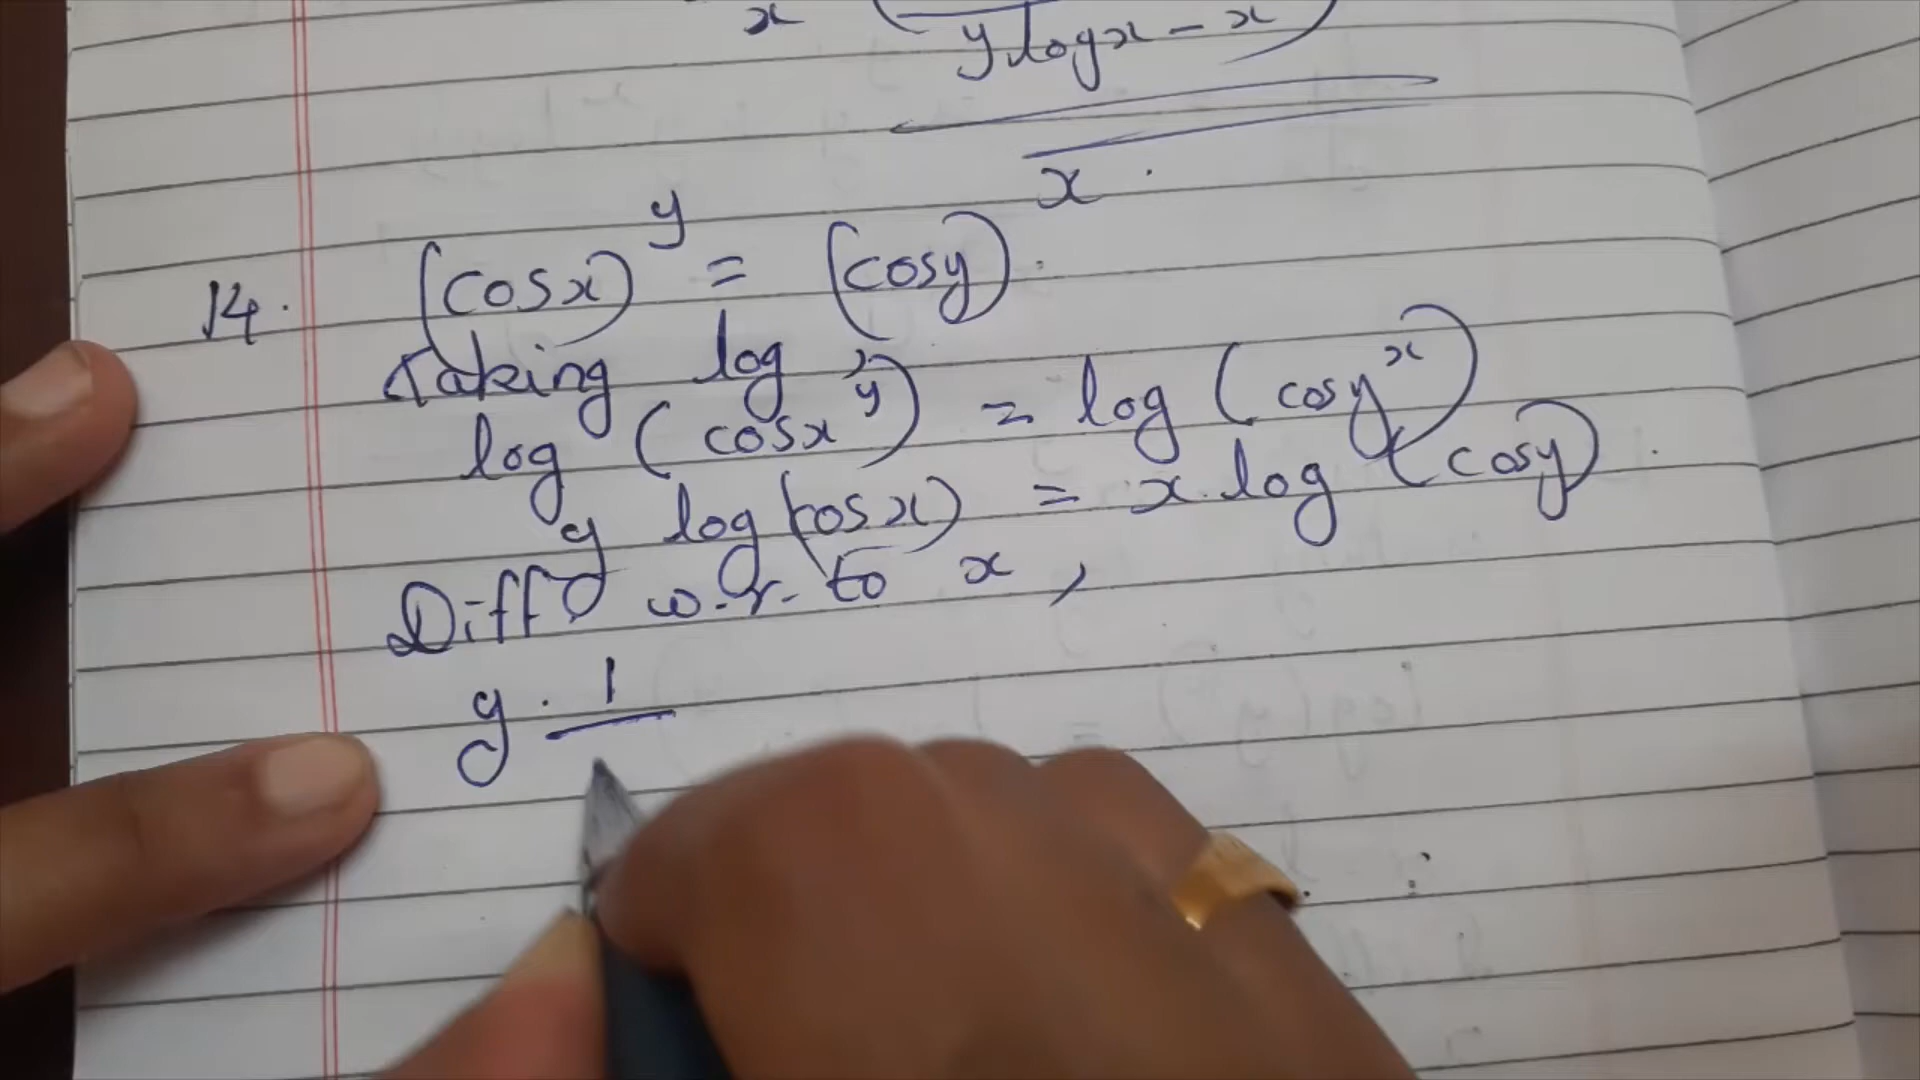 x y log x - x
14. (cos x)^y = (cos y)^x.
Taking log,
log (cos x^y) = log (cos y^x)
y log (cos x) = x. log (cos y).
Diff w.r. to x,
y. 1